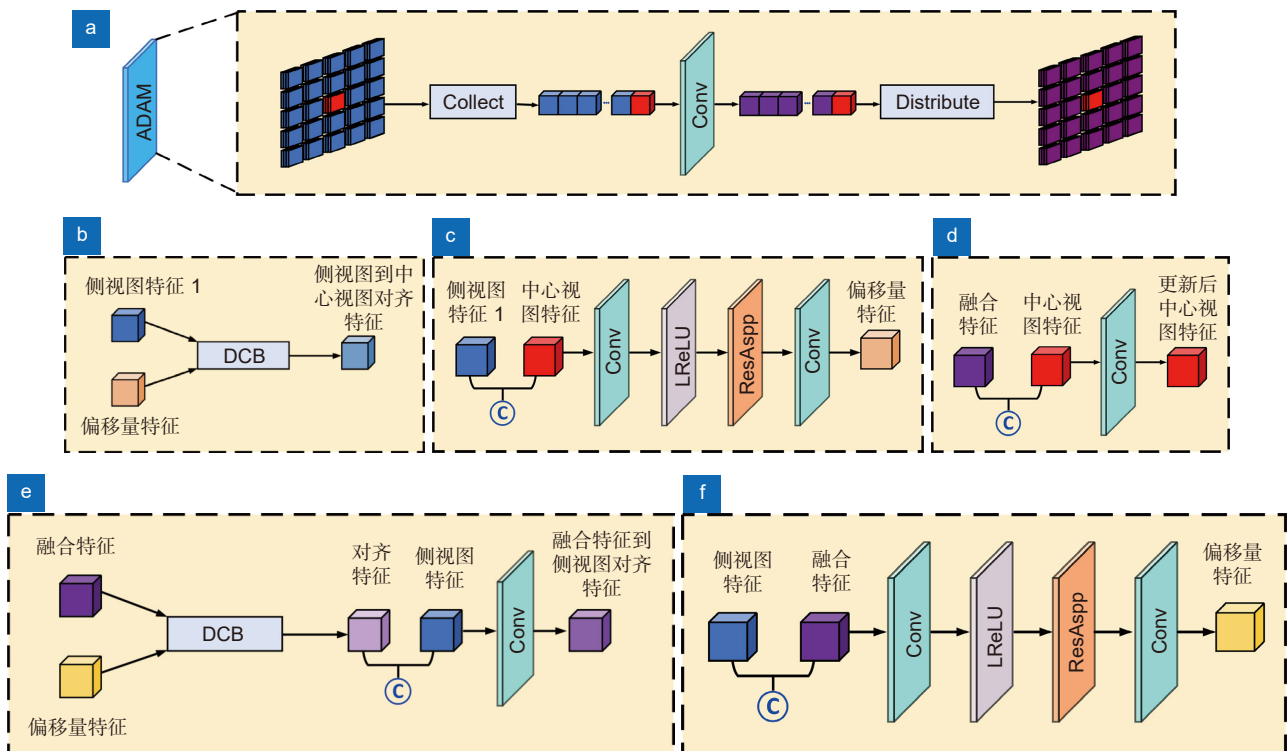 a
ADAM
Collect
Conv
Distribute
b
侧视图特征 1
偏移量特征
DCB
侧视图到中
心视图对齐
特征
c
侧视图
特征 1
中心视
图特征
C
Conv
LReLU
ResAspp
Conv
偏移量
特征
d
融合
特征
中心视
图特征
C
Conv
更新后
中心视
图特征
e
融合特征
偏移量特征
DCB
对齐
特征
侧视图
特征
C
Conv
融合特征到
侧视图对齐
特征
f
侧视图
特征
融合
特征
C
Conv
LReLU
ResAspp
Conv
偏移量
特征